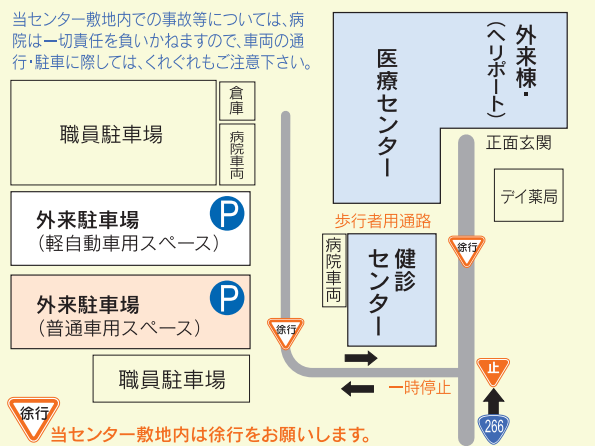 当センター敷地内での事故等については、病
院は一切責任を負いかねますので、車両の通
行・駐車に際しては、くれぐれもご注意下さい。
外来棟・
（ヘリポート）
医療センター
正面玄関
倉庫
職員駐車場
病院車両
デイ薬局
外来駐車場
（軽自動車用スペース）
P
歩行者用通路
徐行
病院車両
健診
センター
外来駐車場
（普通車用スペース）
P
徐行
職員駐車場
一時停止
止
266
徐行
当センター敷地内は徐行をお願いします。